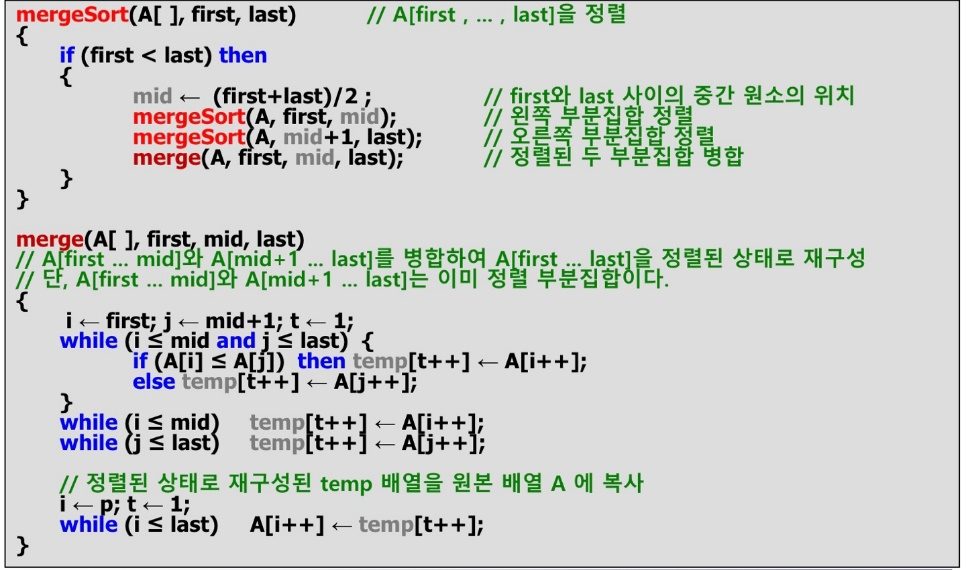 mergeSort(A[ ], first, last) // A[first , ... , last]을 정렬
{
if (first < last) then
{
mid ← (first+last)/2 ; // first와 last 사이의 중간 원소의 위치
mergeSort(A, first, mid); // 왼쪽 부분집합 정렬
mergeSort(A, mid+1, last); // 오른쪽 부분집합 정렬
merge(A, first, mid, last); // 정렬된 두 부분집합 병합
}
}
merge(A[ ], first, mid, last)
// A[first ... mid]와 A[mid+1 ... last]를 병합하여 A[first ... last]을 정렬된 상태로 재구성
// 단, A[first ... mid]와 A[mid+1 ... last]는 이미 정렬 부분집합이다.
{
i ← first; j ← mid+1; t ← 1;
while (i ≤ mid and j ≤ last) {
if (A[i] ≤ A[j]) then temp[t++] ← A[i++];
else temp[t++] ← A[j++];
}
while (i ≤ mid) temp[t++] ← A[i++];
while (j ≤ last) temp[t++] ← A[j++];
// 정렬된 상태로 재구성된 temp 배열을 원본 배열 A 에 복사
i ← p; t ← 1;
while (i ≤ last) A[i++] ← temp[t++];
}